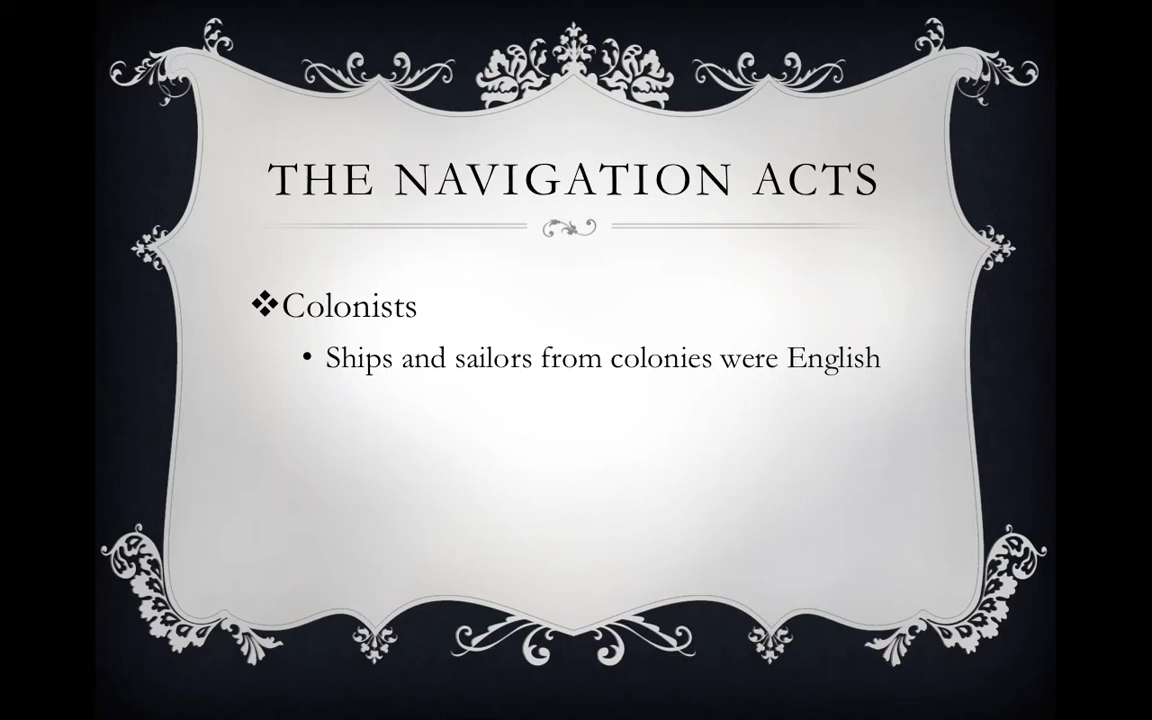 THE NAVIGATION ACTS
❖Colonists
• Ships and sailors from colonies were English